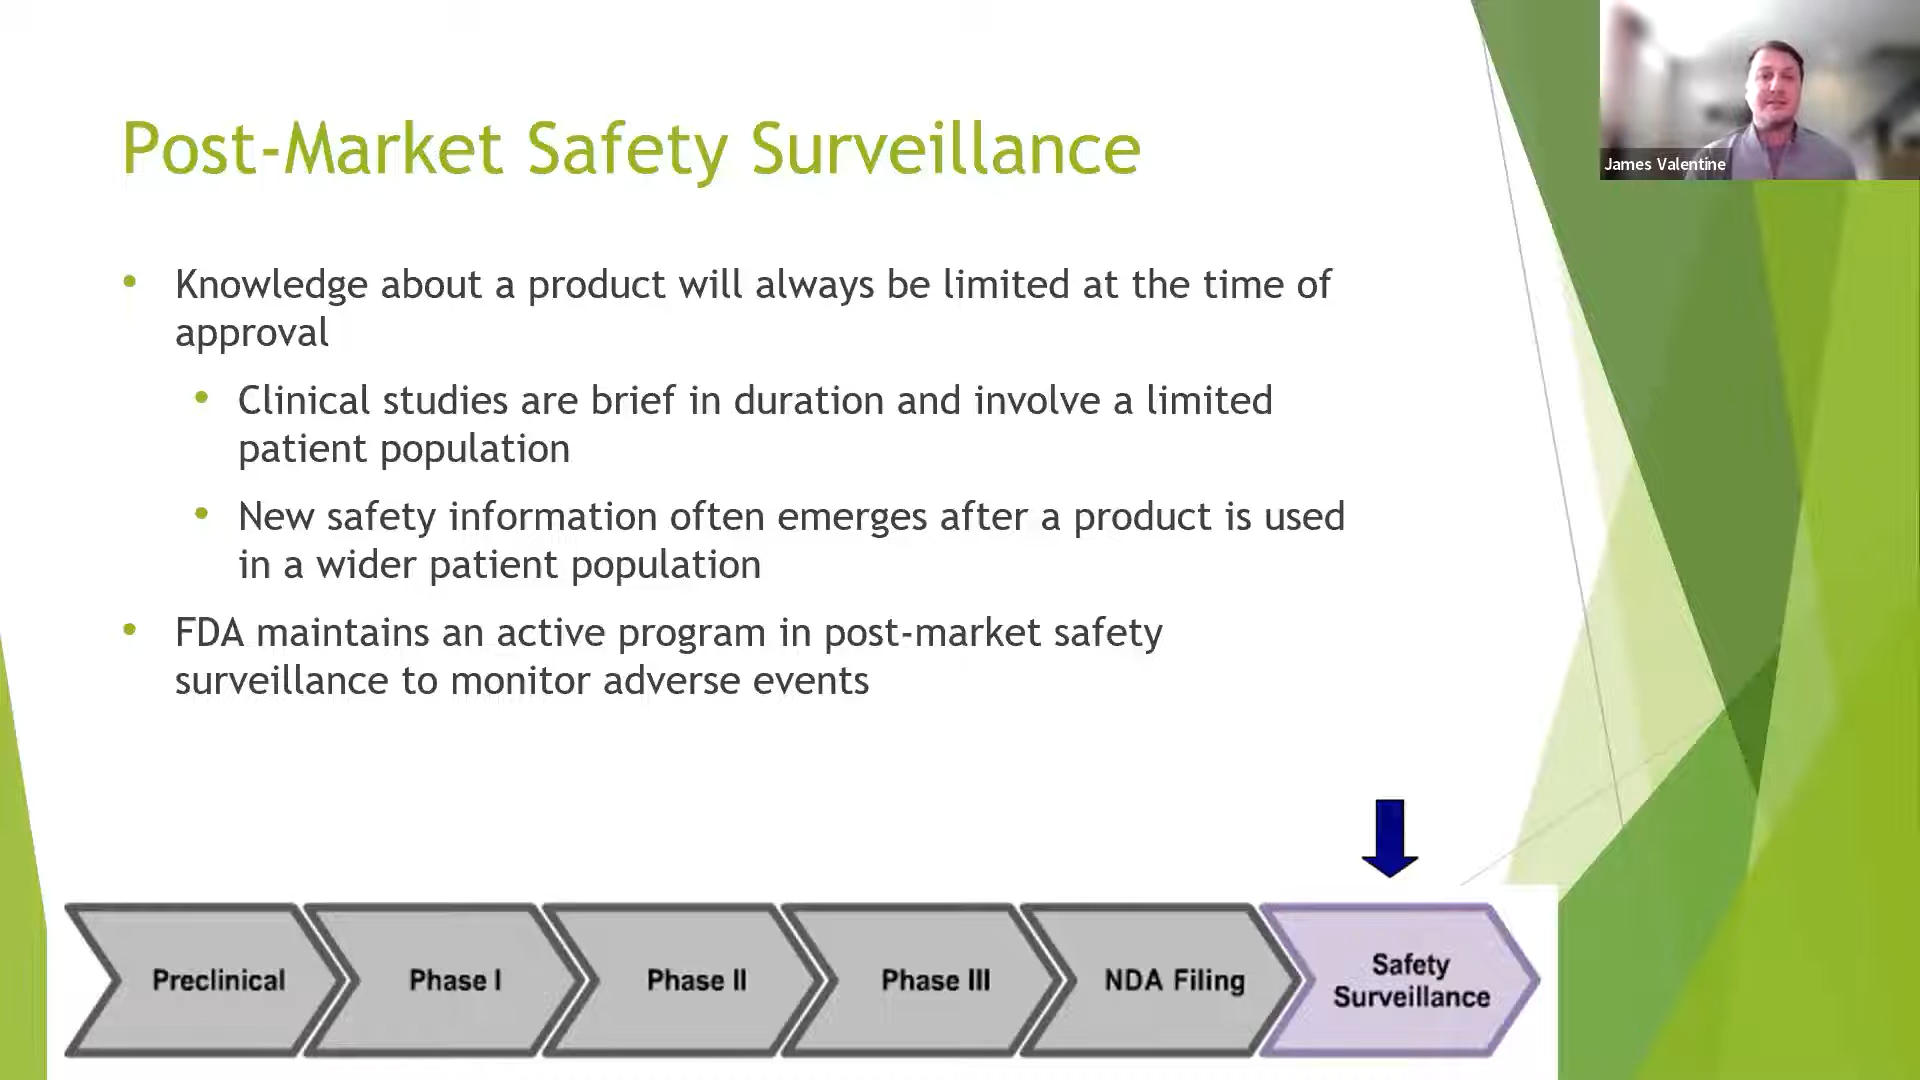 James Valentine
Post-Market Safety Surveillance
Knowledge about a product will always be limited at the time of
approval
Clinical studies are brief in duration and involve a limited
patient population
New safety information often emerges after a product is used
in a wider patient population
FDA maintains an active program in post-market safety
surveillance to monitor adverse events
Preclinical
Phase I
Phase II
Phase III
NDA Filing
Safety
Surveillance